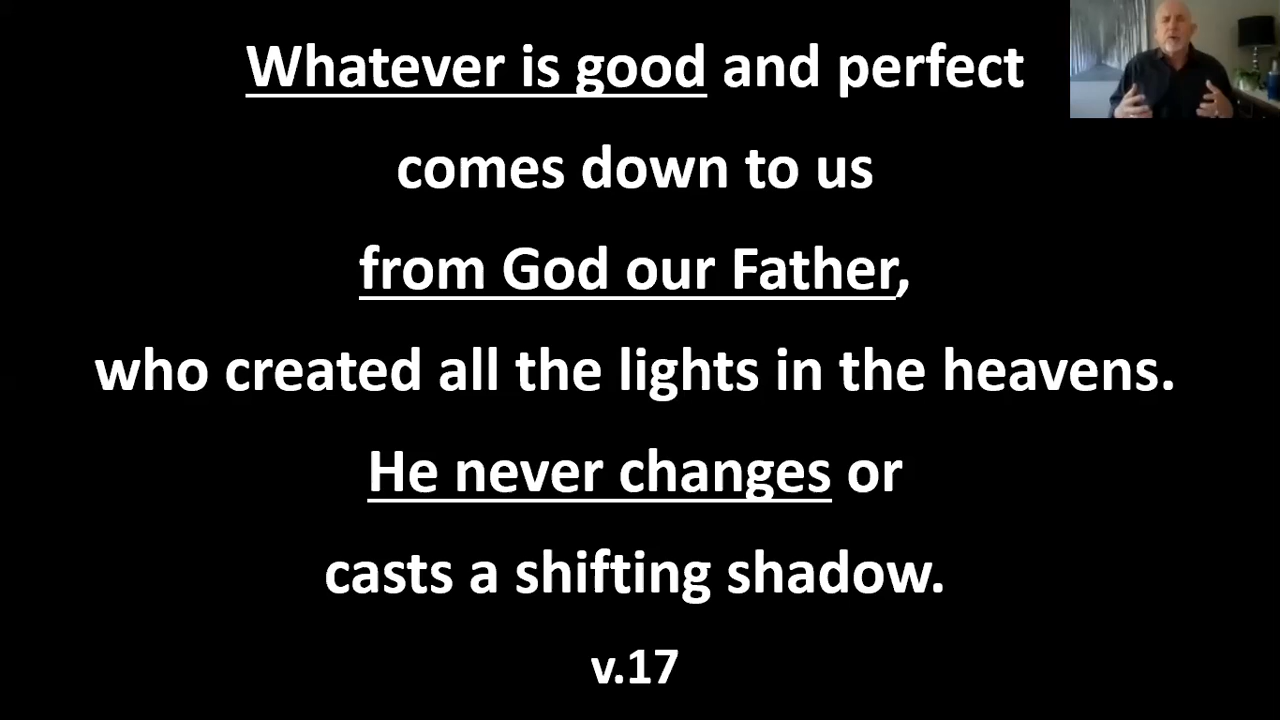 Whatever is good and perfect
comes down to us
from God our Father,
who created all the lights in the heavens.
He never changes or
casts a shifting shadow.
v.17